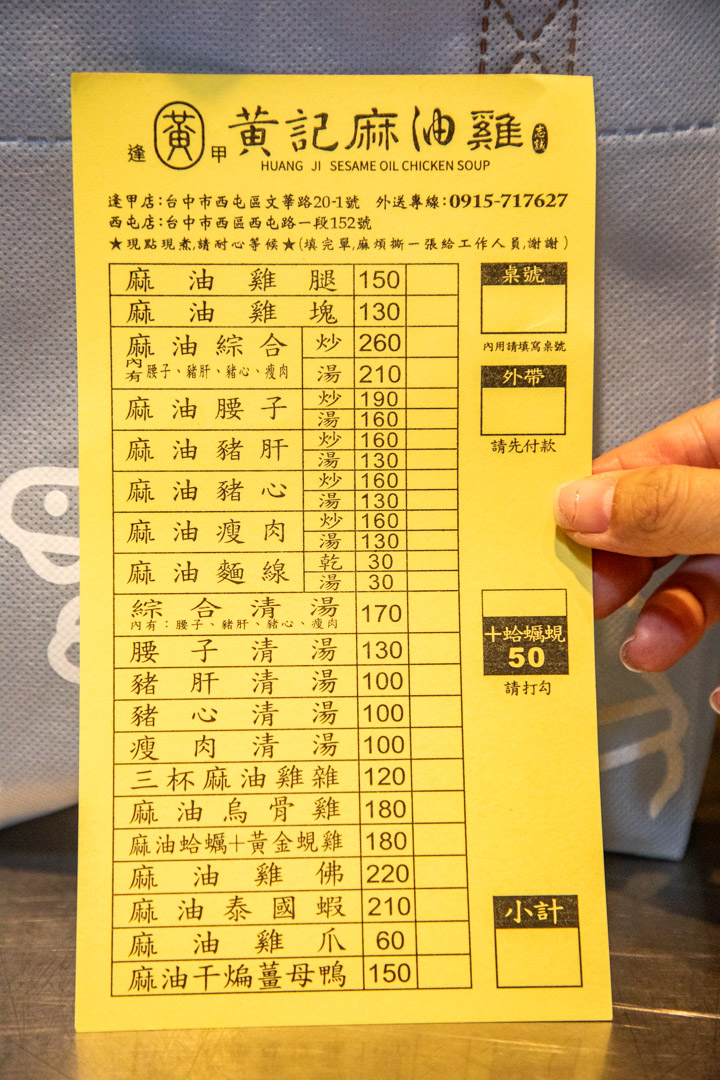 逢 黃 甲 黃記麻油雞 志誠
HUANG JI SESAME OIL CHICKEN SOUP
逢甲店:台中市西屯區文華路20-1號 外送專線:0915-717627
西屯店:台中市西區西屯路一段152號
★現點現煮,請耐心等候★(填完單,麻煩撕一張給工作人員,謝謝)
麻油雞腿 150
麻油雞塊 130
麻油綜合 炒 260
內有腰子、豬肝、豬心、瘦肉 湯 210
麻油腰子 炒 190
湯 160
麻油豬肝 炒 160
湯 130
麻油豬心 炒 160
湯 130
麻油瘦肉 炒 160
湯 130
麻油麵線 乾 30
湯 30
綜合清湯 170
內有:腰子、豬肝、豬心、瘦肉
腰子清湯 130
豬肝清湯 100
豬心清湯 100
瘦肉清湯 100
三杯麻油雞雜 120
麻油烏骨雞 180
麻油蛤蠣+黃金蜆雞 180
麻油雞佛 220
麻油泰國蝦 210
麻油雞爪 60
麻油干煸薑母鴨 150
桌號
內用請填寫桌號
外帶
請先付款
+蛤蠣蜆
50
請打勾
小計